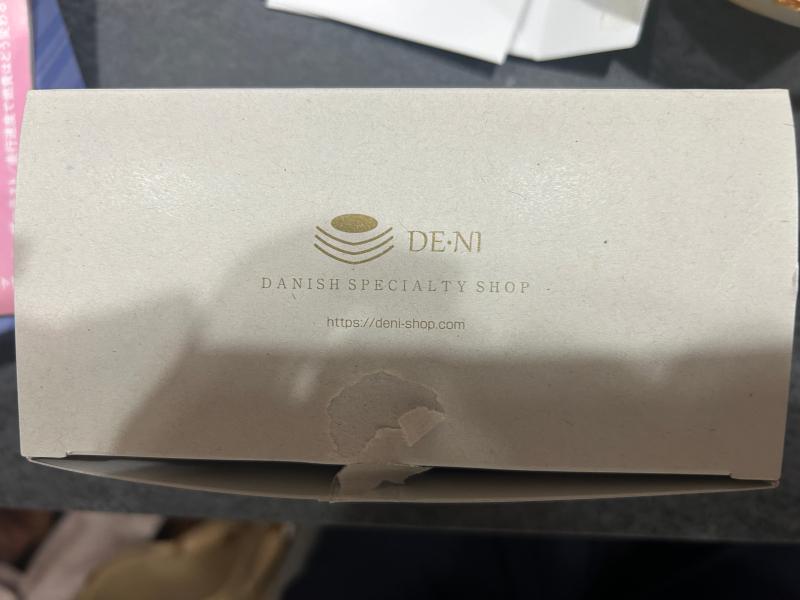 DE·NI
DANISH SPECIALTY SHOP
https://deni-shop.com